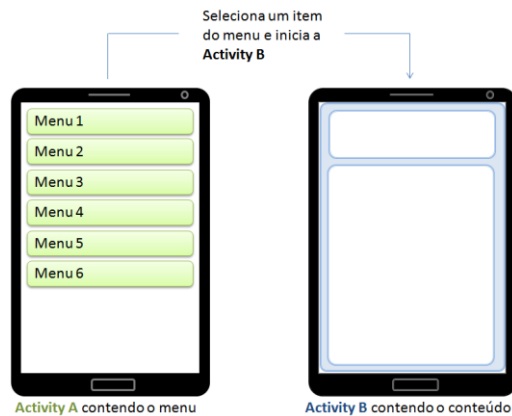 Seleciona um item
do menu e inicia a
Activity B
Menu 1
Menu 2
Menu 3
Menu 4
Menu 5
Menu 6
Activity A contendo o menu
Activity B contendo o conteúdo